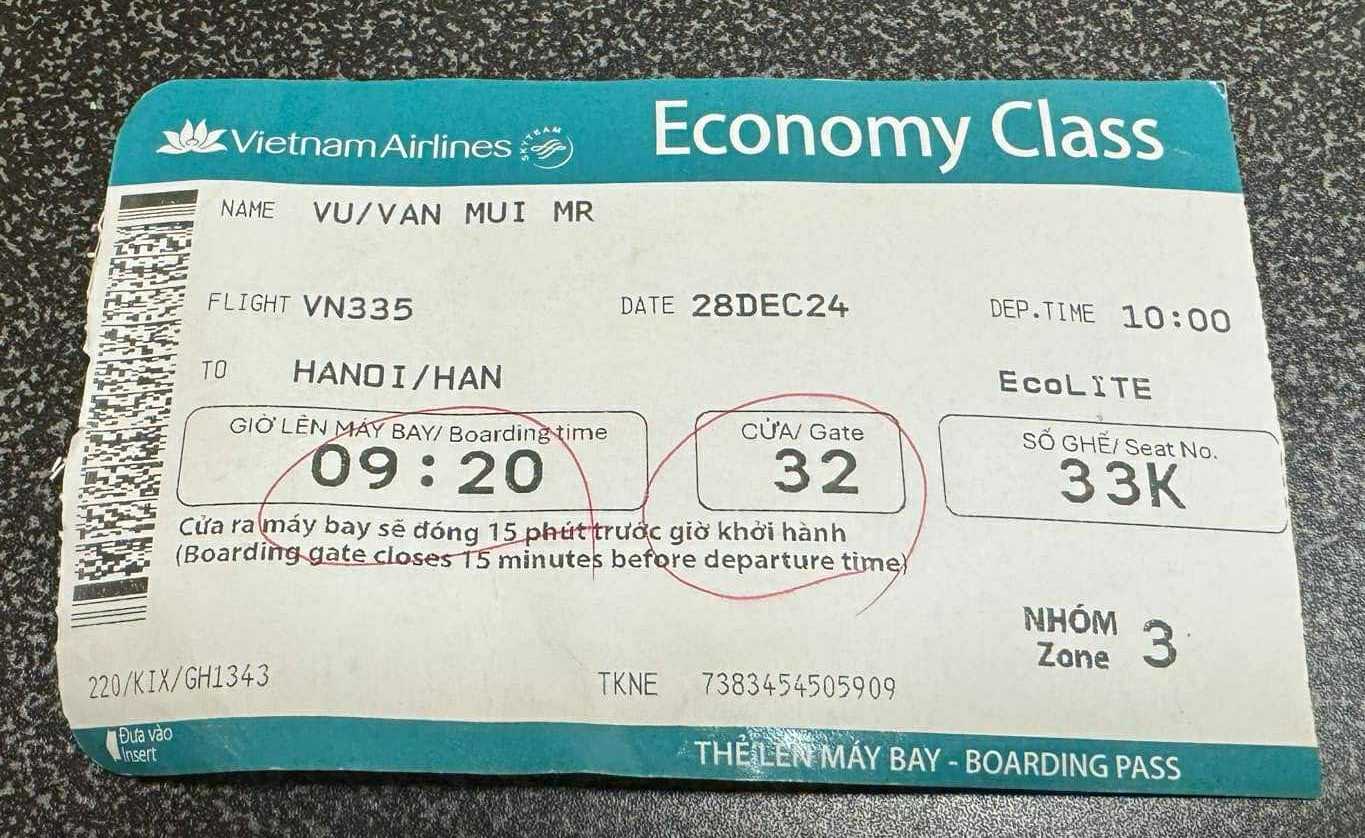 Vietnam Airlines SKYTEAM Economy Class
NAME VU/VAN MUI MR
FLIGHT VN335 DATE 28DEC24 DEP.TIME 10:00
TO HANOI/HAN EcoLITE
GIỜ LÊN MÁY BAY/ Boarding time CỬA/ Gate SỐ GHẾ/ Seat No.
09:20 32 33K
Cửa ra máy bay sẽ đóng 15 phút trước giờ khởi hành
(Boarding gate closes 15 minutes before departure time)
NHÓM
Zone 3
220/KIX/GH1343 TKNE 7383454505909
Đưa vào
Insert
THẺ LÊN MÁY BAY - BOARDING PASS